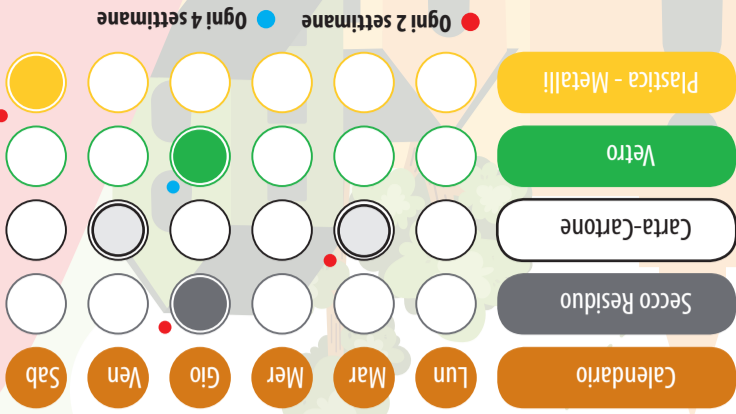 Calendario Lun Mar Mer Gio Ven Sab
Secco Residuo
Carta-Cartone
Vetro
Plastica - Metalli
Ogni 2 settimane Ogni 4 settimane